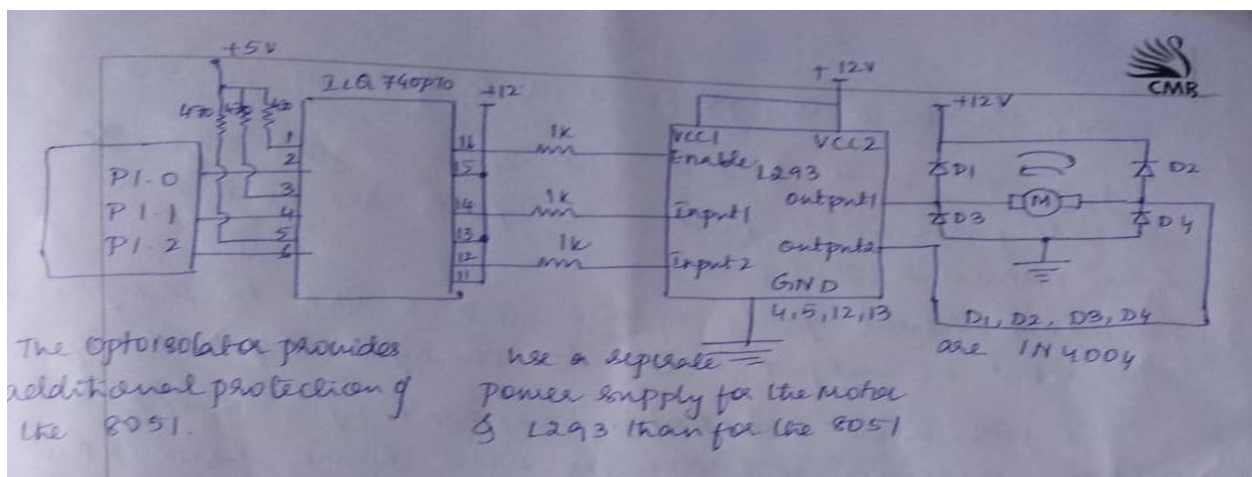 +5V
ILQ 740pto
+12
+12V
CMR
+12V
470 470 470
1
2
3
4
5
6
16
15
14
13
12
11
1K
1K
1K
P1.0
P1.1
P1.2
VCC1 VCC2
Enable L293
Input1 Output1
Input2 Output2
GND
4,5,12,13
D1 D2
M
D3 D4
D1, D2, D3, D4
are 1N4004
The optoisolator provides
additional protection of
the 8051.
use a seperate
power supply for the motor
& L293 than for the 8051